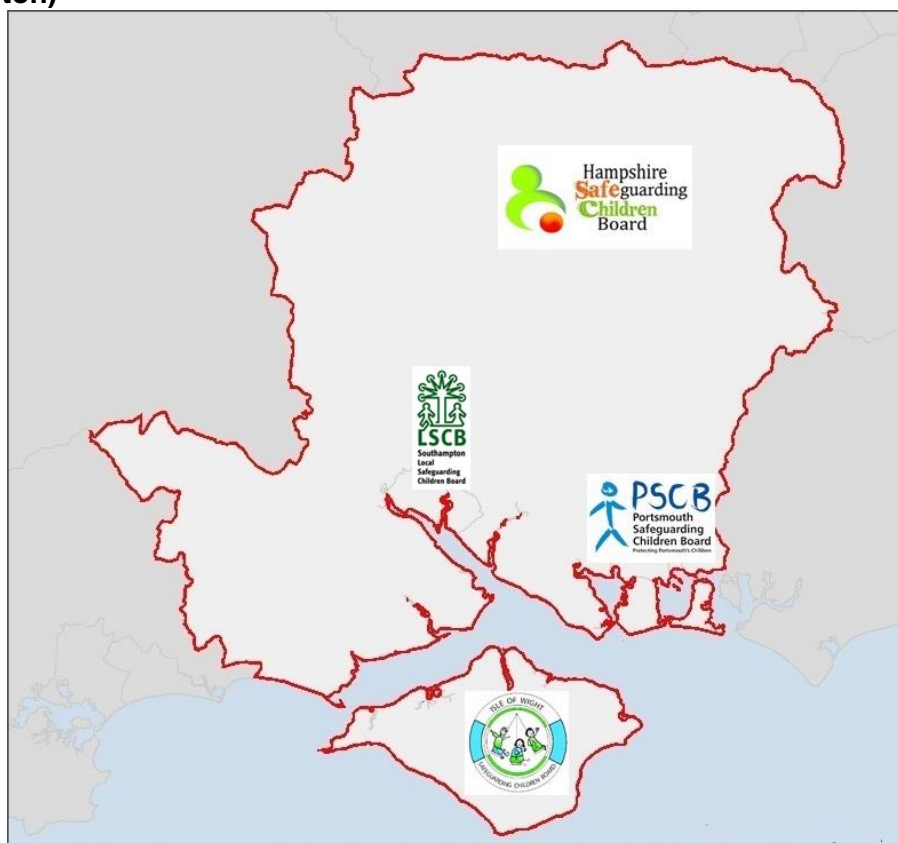 ton)
Hampshire
Safeguarding
Children
Board
LSCB
Southampton
Local
Safeguarding
Children Board
PSCB
Portsmouth
Safeguarding
Children Board
Protecting Portsmouth's Children
ISLE OF WIGHT
SAFEGUARDING CHILDREN BOARD